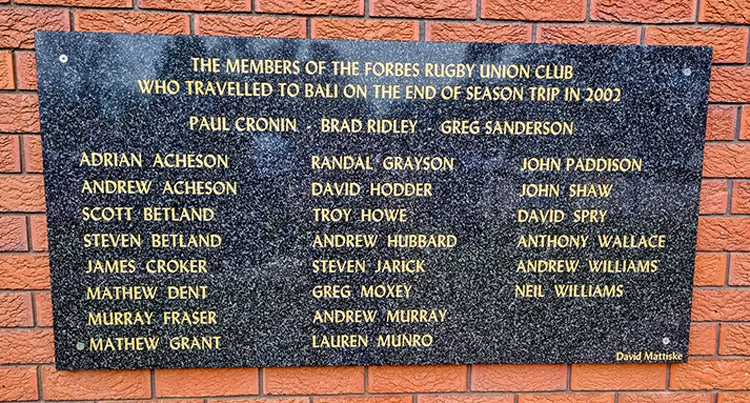 THE MEMBERS OF THE FORBES RUGBY UNION CLUB
WHO TRAVELLED TO BALI ON THE END OF SEASON TRIP IN 2002
PAUL CRONIN - BRAD RIDLEY - GREG SANDERSON
ADRIAN ACHESON
ANDREW ACHESON
SCOTT BETLAND
STEVEN BETLAND
JAMES CROKER
MATHEW DENT
MURRAY FRASER
MATHEW GRANT
RANDAL GRAYSON
DAVID HODDER
TROY HOWE
ANDREW HUBBARD
STEVEN JARICK
GREG MOXEY
ANDREW MURRAY
LAUREN MUNRO
JOHN PADDISON
JOHN SHAW
DAVID SPRY
ANTHONY WALLACE
ANDREW WILLIAMS
NEIL WILLIAMS
David Mattiske